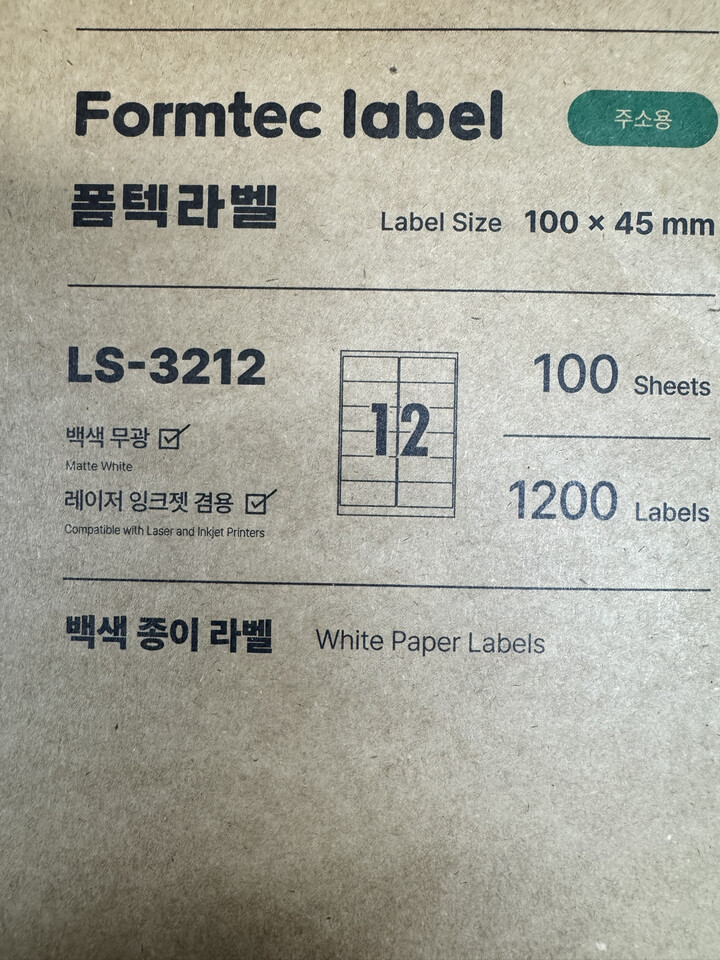 Formtec label
주소용
폼텍라벨
Label Size 100 × 45 mm
LS-3212
백색 무광
Matte White
레이저 잉크젯 겸용
Compatible with Laser and Inkjet Printers
12
100 Sheets
1200 Labels
백색 종이 라벨 White Paper Labels